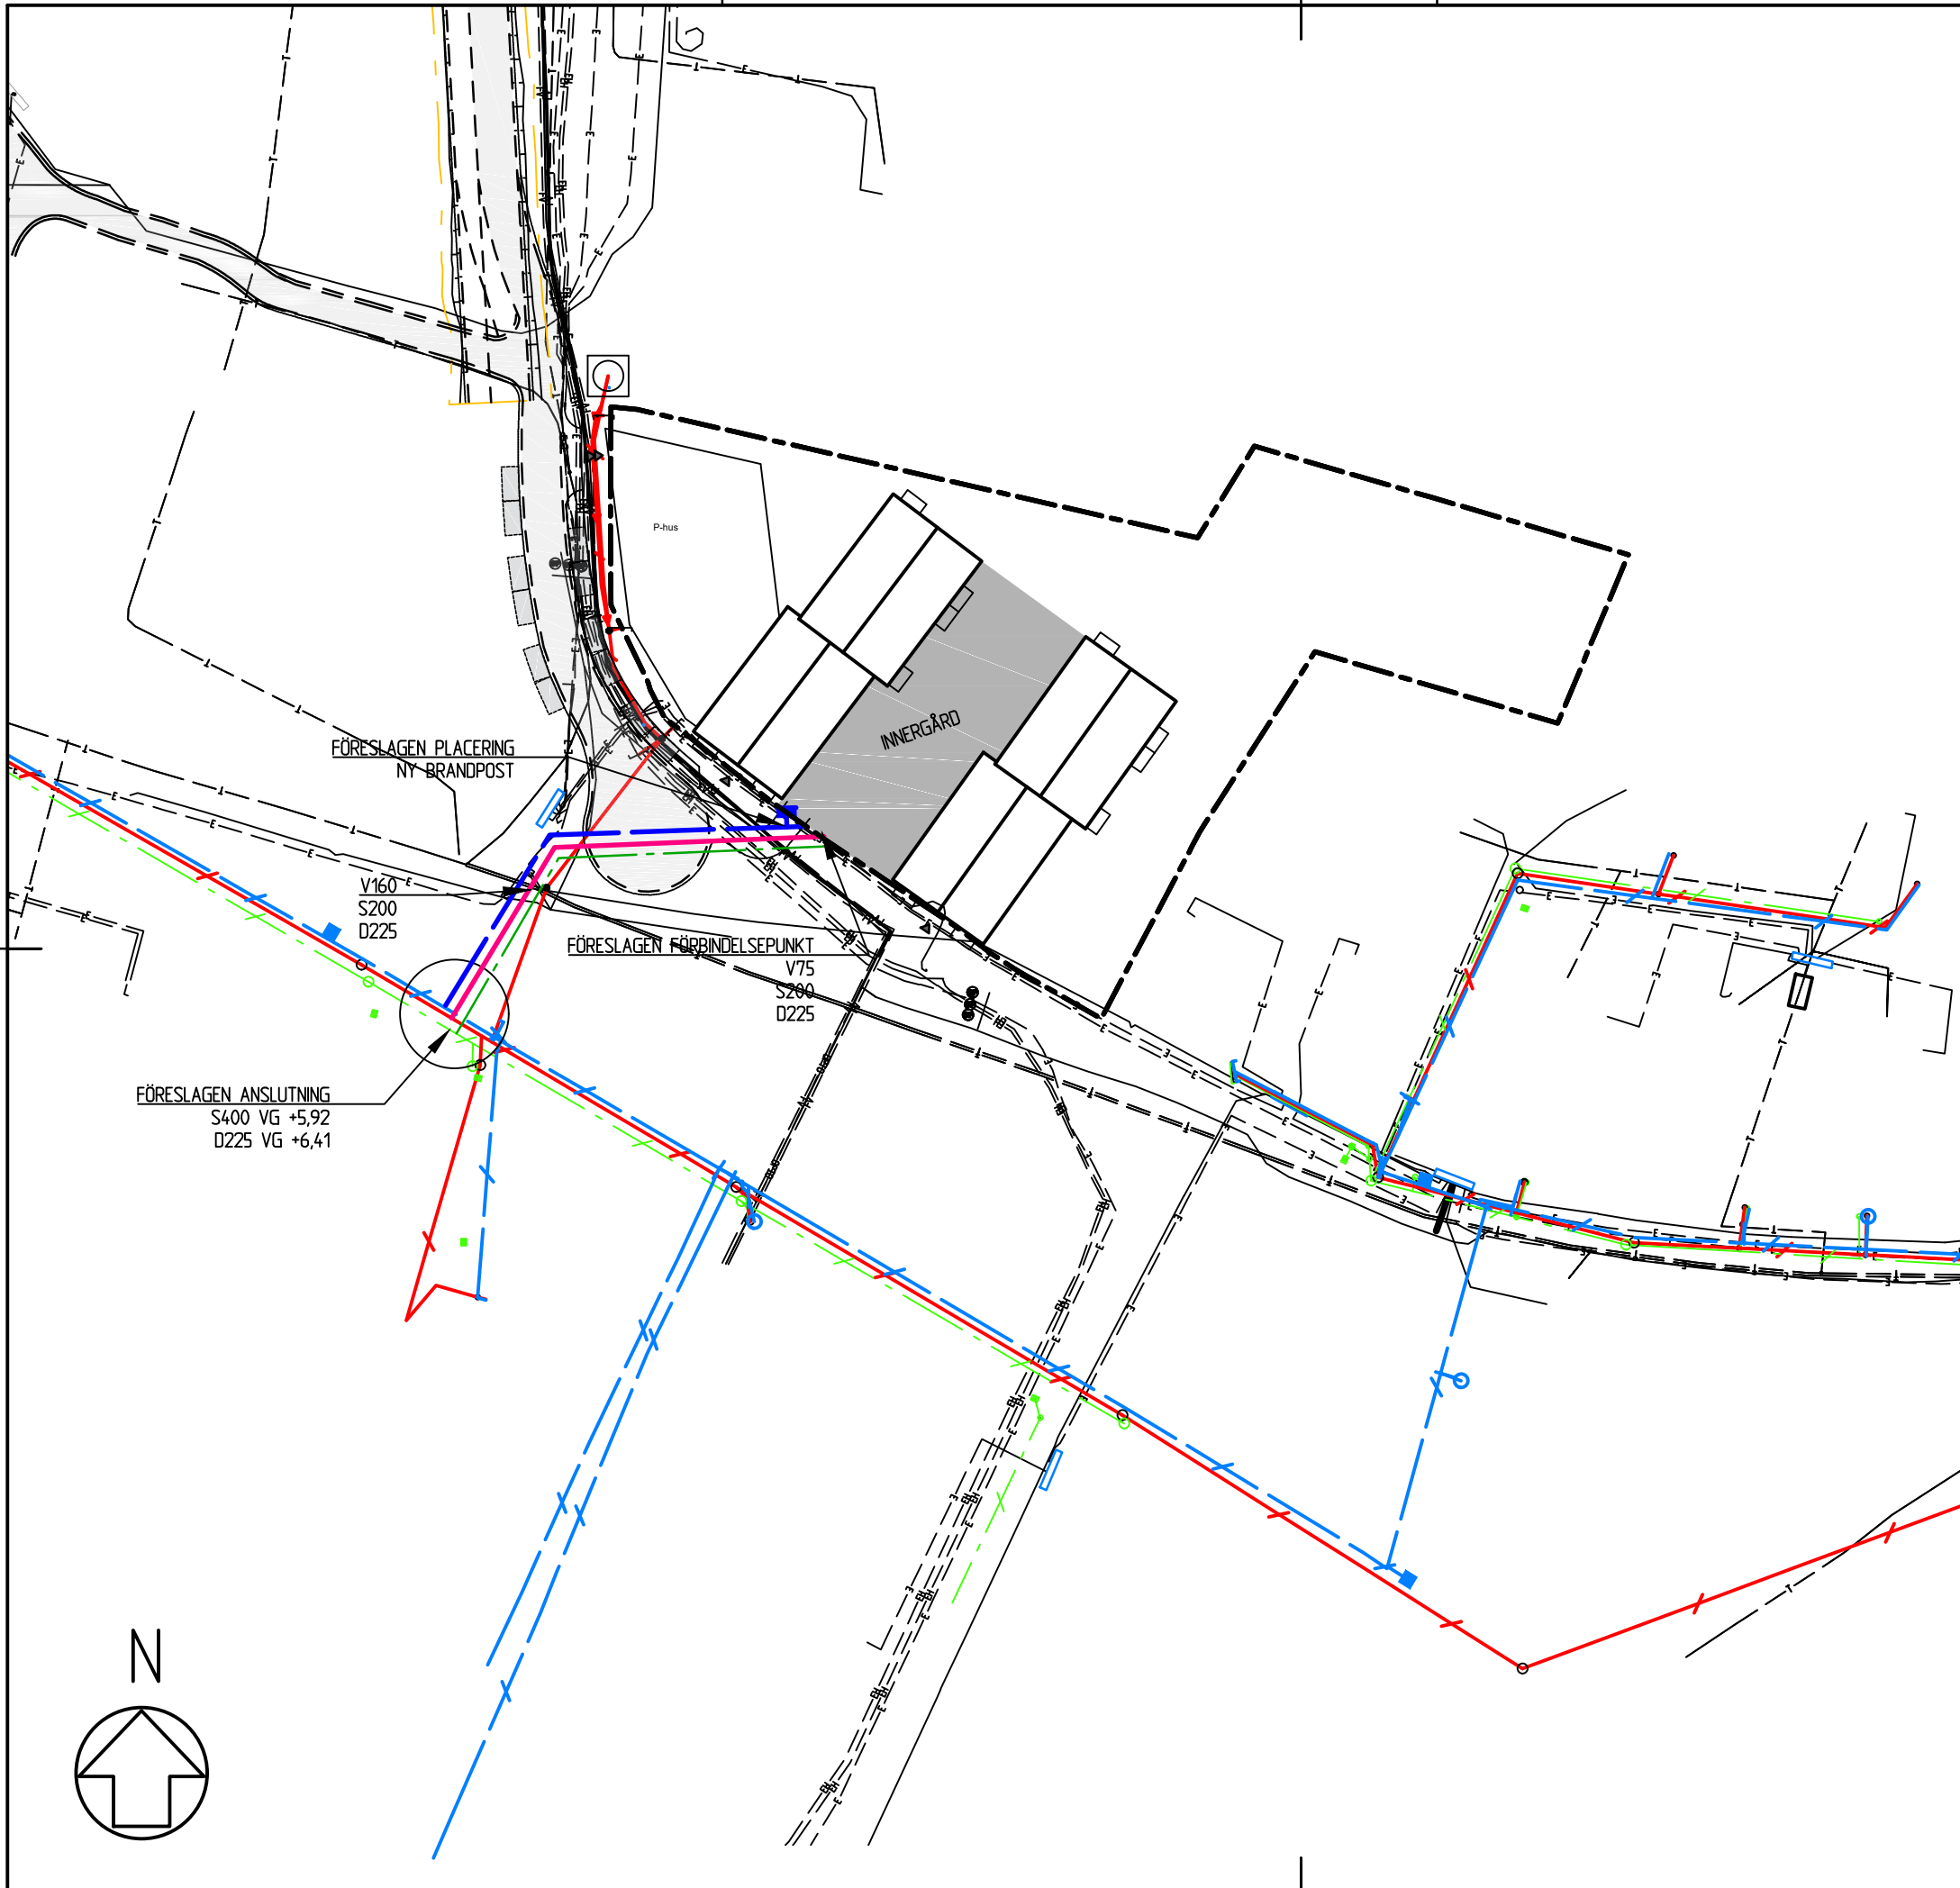 P-hus
INNERGÅRD
FÖRESLAGEN PLACERING
NY BRANDPOST
V160
S200
D225
FÖRESLAGEN FÖRBINDELSEPUNKT
V75
S200
D225
FÖRESLAGEN ANSLUTNING
S400 VG +5,92
D225 VG +6,41
N